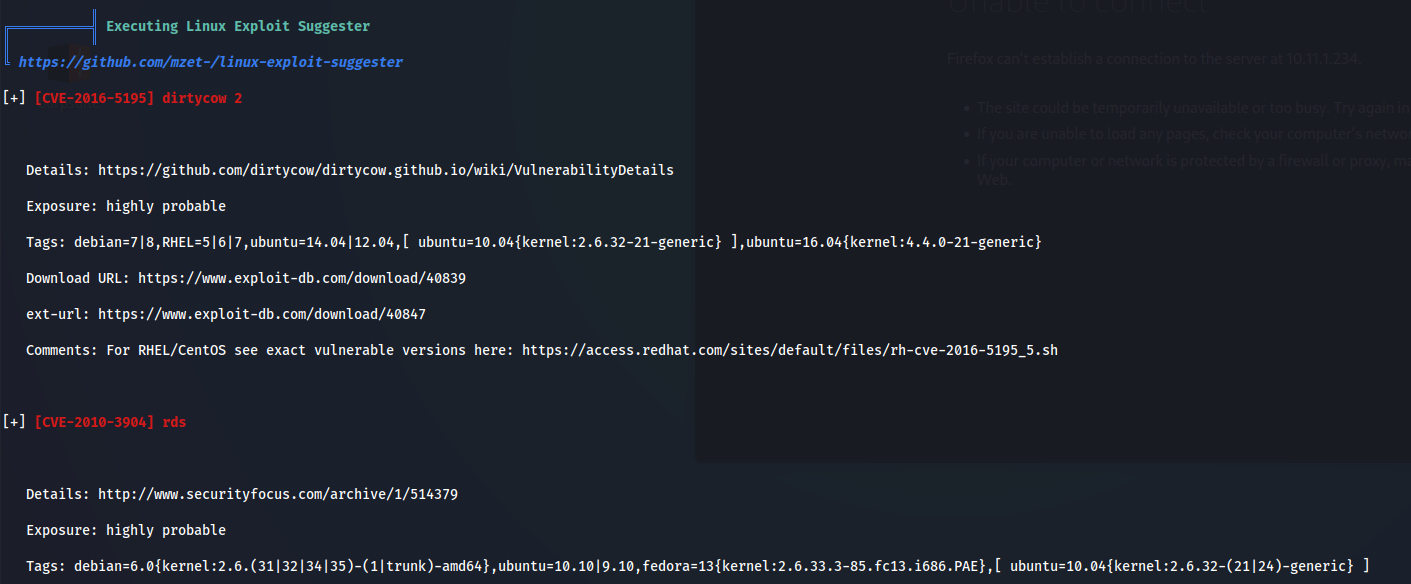 Executing Linux Exploit Suggester
https://github.com/mzet-/linux-exploit-suggester
[+] [CVE-2016-5195] dirtycow 2
Details: https://github.com/dirtycow/dirtycow.github.io/wiki/VulnerabilityDetails
Exposure: highly probable
Tags: debian=7|8,RHEL=5|6|7,ubuntu=14.04|12.04,[ ubuntu=10.04{kernel:2.6.32-21-generic} ],ubuntu=16.04{kernel:4.4.0-21-generic}
Download URL: https://www.exploit-db.com/download/40839
ext-url: https://www.exploit-db.com/download/40847
Comments: For RHEL/CentOS see exact vulnerable versions here: https://access.redhat.com/sites/default/files/rh-cve-2016-5195_5.sh
[+] [CVE-2010-3904] rds
Details: http://www.securityfocus.com/archive/1/514379
Exposure: highly probable
Tags: debian=6.0{kernel:2.6.(31|32|34|35)-(1|trunk)-amd64},ubuntu=10.10|9.10,fedora=13{kernel:2.6.33.3-85.fc13.i686.PAE},[ ubuntu=10.04{kernel:2.6.32-(21|24)-generic} ]
Unable to connect
Firefox can't establish a connection to the server at 10.11.1.234.
The site could be temporarily unavailable or too busy. Try again in
If you are unable to load any pages, check your computer's
If your computer or network is protected by a firewall or proxy,
Web.